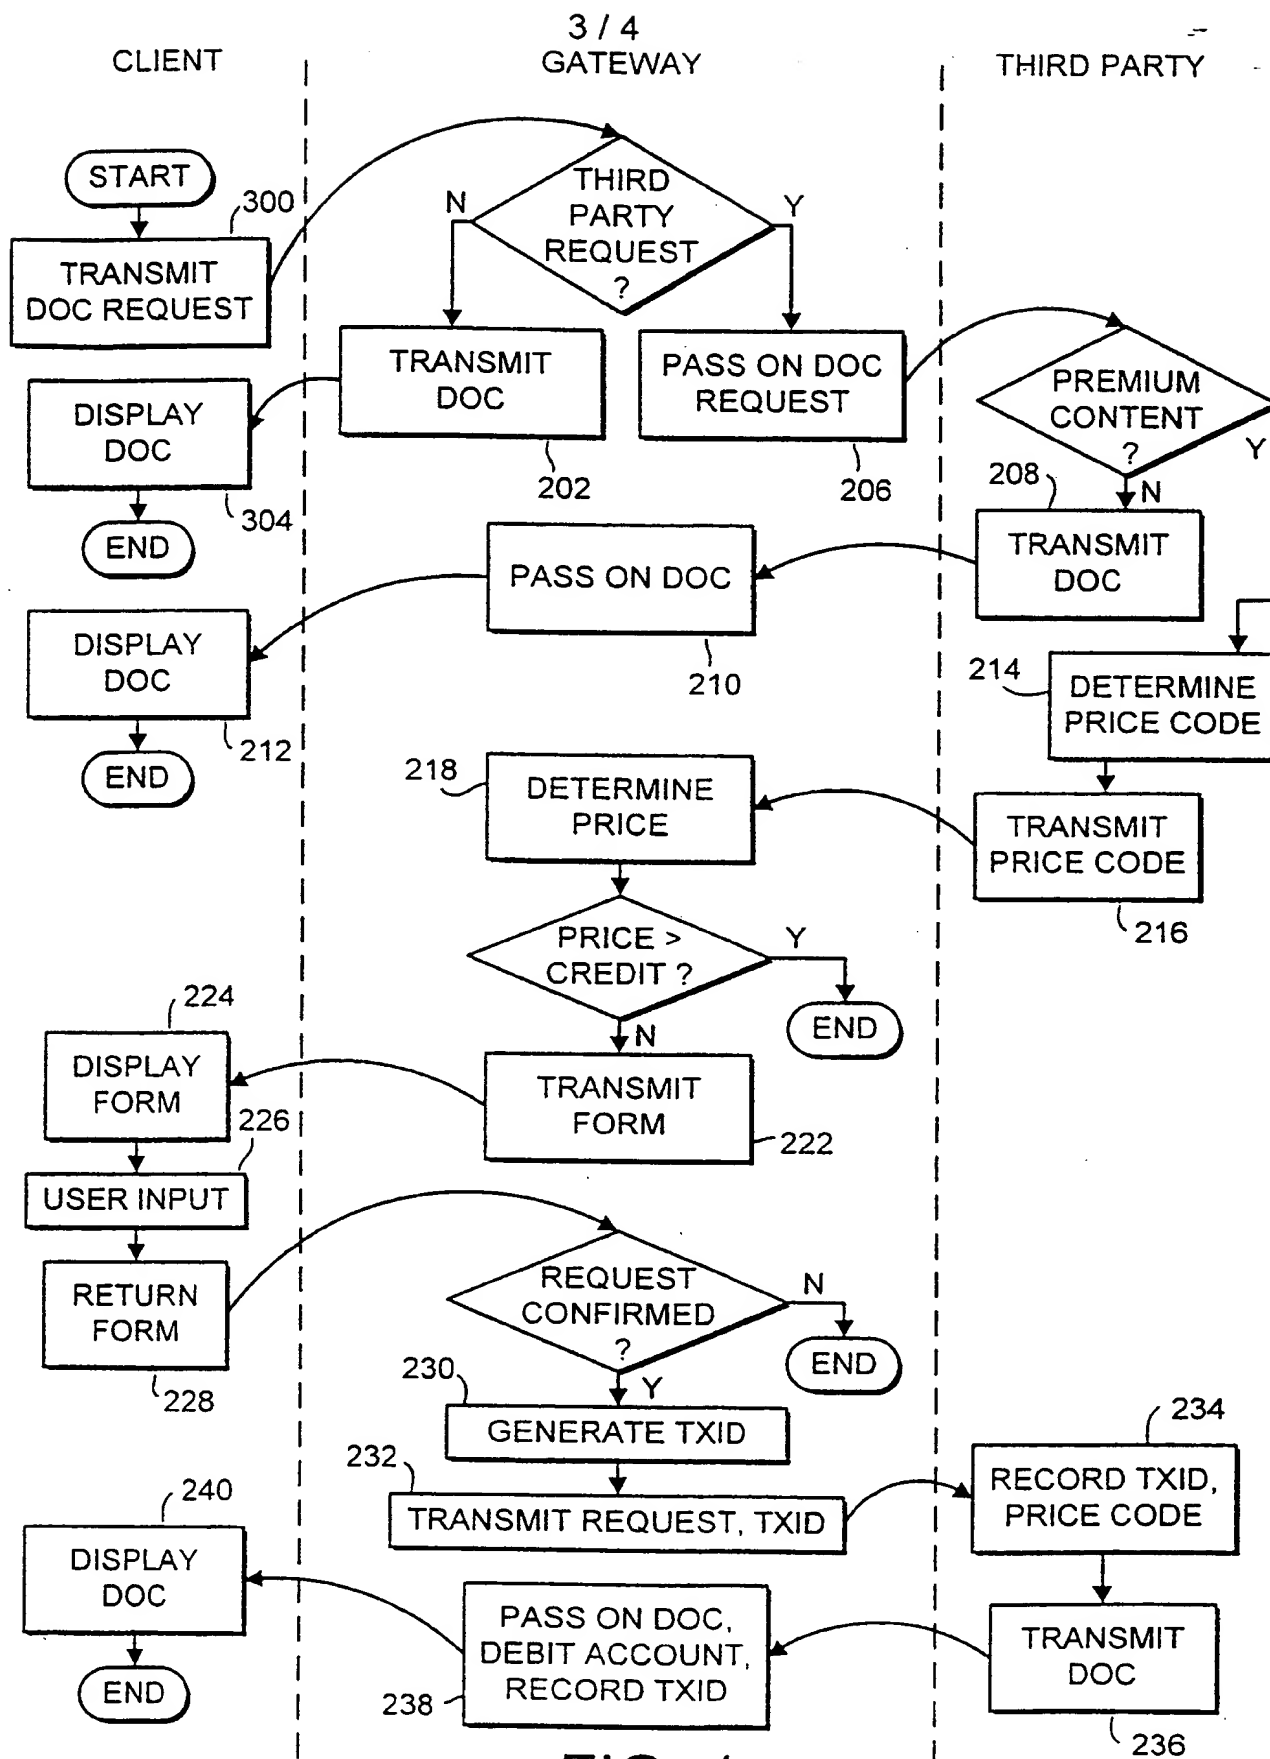 3 / 4
CLIENT
GATEWAY
THIRD PARTY
START
300
TRANSMIT
DOC REQUEST
THIRD
PARTY
REQUEST
?
N
Y
TRANSMIT
DOC
202
PASS ON DOC
REQUEST
206
PREMIUM
CONTENT
?
Y
N
DISPLAY
DOC
304
END
208
TRANSMIT
DOC
PASS ON DOC
210
DISPLAY
DOC
212
END
214
DETERMINE
PRICE CODE
TRANSMIT
PRICE CODE
216
218
DETERMINE
PRICE
PRICE >
CREDIT ?
Y
END
N
TRANSMIT
FORM
222
224
DISPLAY
FORM
226
USER INPUT
RETURN
FORM
228
REQUEST
CONFIRMED
?
N
END
Y
230
GENERATE TXID
232
TRANSMIT REQUEST, TXID
234
RECORD TXID,
PRICE CODE
TRANSMIT
DOC
236
PASS ON DOC,
DEBIT ACCOUNT,
RECORD TXID
238
240
DISPLAY
DOC
END